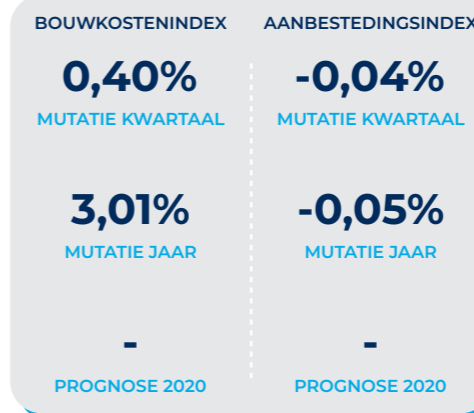 BOUWKOSTENINDEX
0,40%
MUTATIE KWARTAAL
3,01%
MUTATIE JAAR
-
PROGNOSE 2020
AANBESTEDINGSINDEX
-0,04%
MUTATIE KWARTAAL
-0,05%
MUTATIE JAAR
-
PROGNOSE 2020